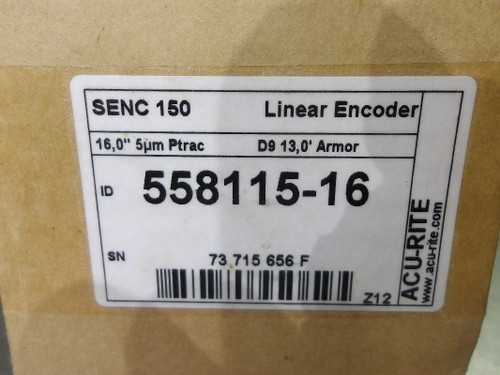 SENC 150 Linear Encoder
16,0" 5µm Ptrac D9 13,0' Armor
ID 558115-16
SN 73 715 656 F
Z12
ACU-RITE
www.acu-rite.com